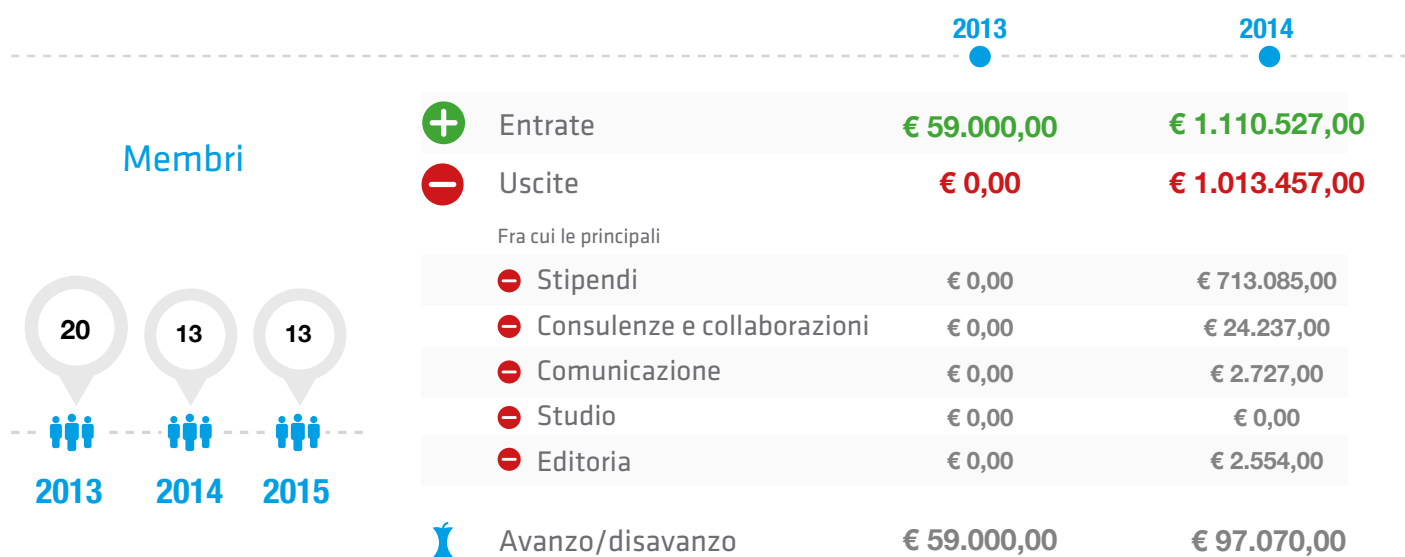 2013 2014
Membri
20 13 13
2013 2014 2015
Entrate € 59.000,00 € 1.110.527,00
Uscite € 0,00 € 1.013.457,00
Fra cui le principali
Stipendi € 0,00 € 713.085,00
Consulenze e collaborazioni € 0,00 € 24.237,00
Comunicazione € 0,00 € 2.727,00
Studio € 0,00 € 0,00
Editoria € 0,00 € 2.554,00
Avanzo/disavanzo € 59.000,00 € 97.070,00